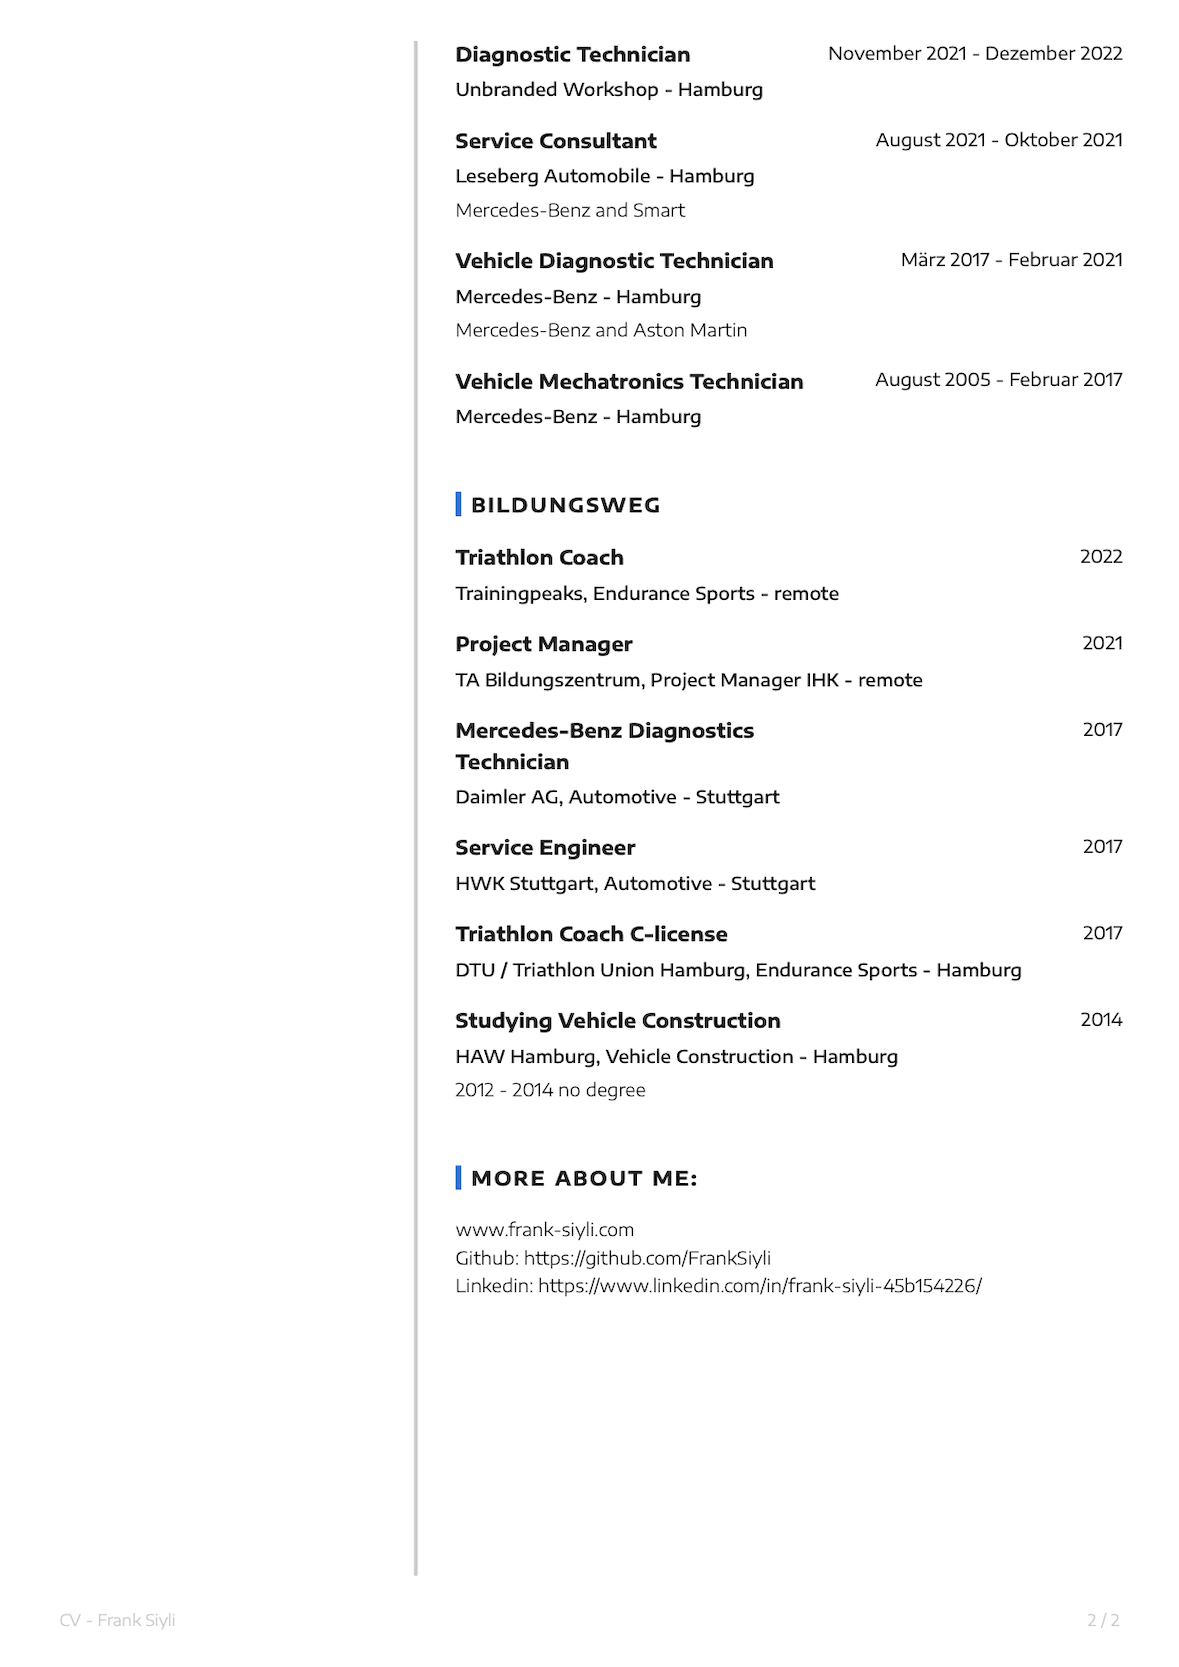 Diagnostic Technician November 2021 - Dezember 2022
Unbranded Workshop - Hamburg
Service Consultant August 2021 - Oktober 2021
Leseberg Automobile - Hamburg
Mercedes-Benz and Smart
Vehicle Diagnostic Technician März 2017 - Februar 2021
Mercedes-Benz - Hamburg
Mercedes-Benz and Aston Martin
Vehicle Mechatronics Technician August 2005 - Februar 2017
Mercedes-Benz - Hamburg
BILDUNGSWEG
Triathlon Coach 2022
Trainingpeaks, Endurance Sports - remote
Project Manager 2021
TA Bildungszentrum, Project Manager IHK - remote
Mercedes-Benz Diagnostics 2017
Technician
Daimler AG, Automotive - Stuttgart
Service Engineer 2017
HWK Stuttgart, Automotive - Stuttgart
Triathlon Coach C-license 2017
DTU / Triathlon Union Hamburg, Endurance Sports - Hamburg
Studying Vehicle Construction 2014
HAW Hamburg, Vehicle Construction - Hamburg
2012 - 2014 no degree
MORE ABOUT ME:
www.frank-siyli.com
Github: https://github.com/FrankSiyli
Linkedin: https://www.linkedin.com/in/frank-siyli-45b154226/
CV - Frank Siyli 2 / 2